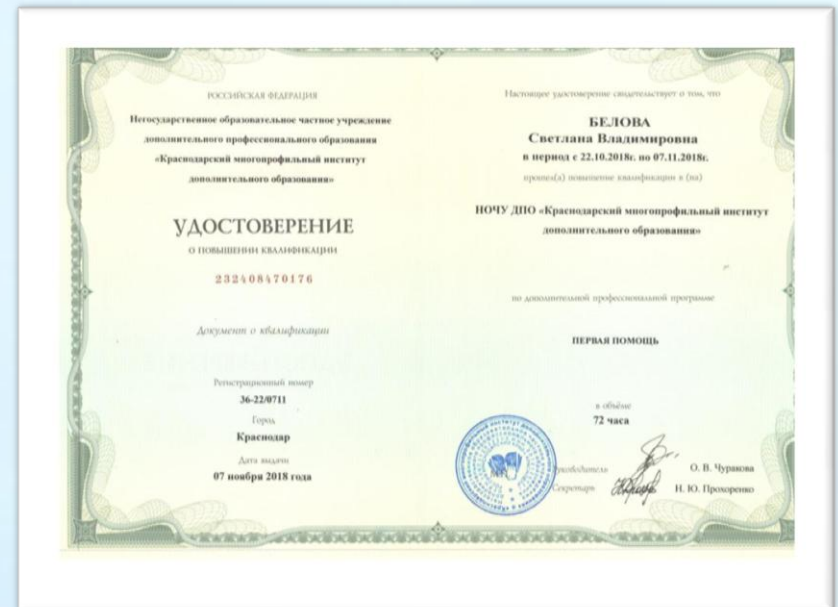 РОССИЙСКАЯ ФЕДЕРАЦИЯ
Негосударственное образовательное частное учреждение
дополнительного профессионального образования
«Краснодарский многопрофильный институт
дополнительного образования»
УДОСТОВЕРЕНИЕ
О ПОВЫШЕНИИ КВАЛИФИКАЦИИ
232408470176
Документ о квалификации
Регистрационный номер
36-22/0711
Город
Краснодар
Дата выдачи
07 ноября 2018 года
Настоящее удостоверение свидетельствует о том, что
БЕЛОВА
Светлана Владимировна
в период с 22.10.2018г. по 07.11.2018г.
прошел(а) повышение квалификации в (на)
НОЧУ ДПО «Краснодарский многопрофильный институт
дополнительного образования»
по дополнительной профессиональной программе
ПЕРВАЯ ПОМОЩЬ
в объёме
72 часа
Руководитель
О. В. Чуракова
Секретарь
Н. Ю. Прохоренко